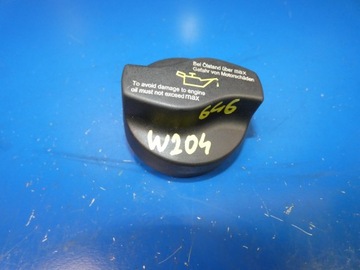 Bei Ölstand über max
Gefahr von Motorschäden
To avoid damage to engine
oil must not exceed max
646
W204